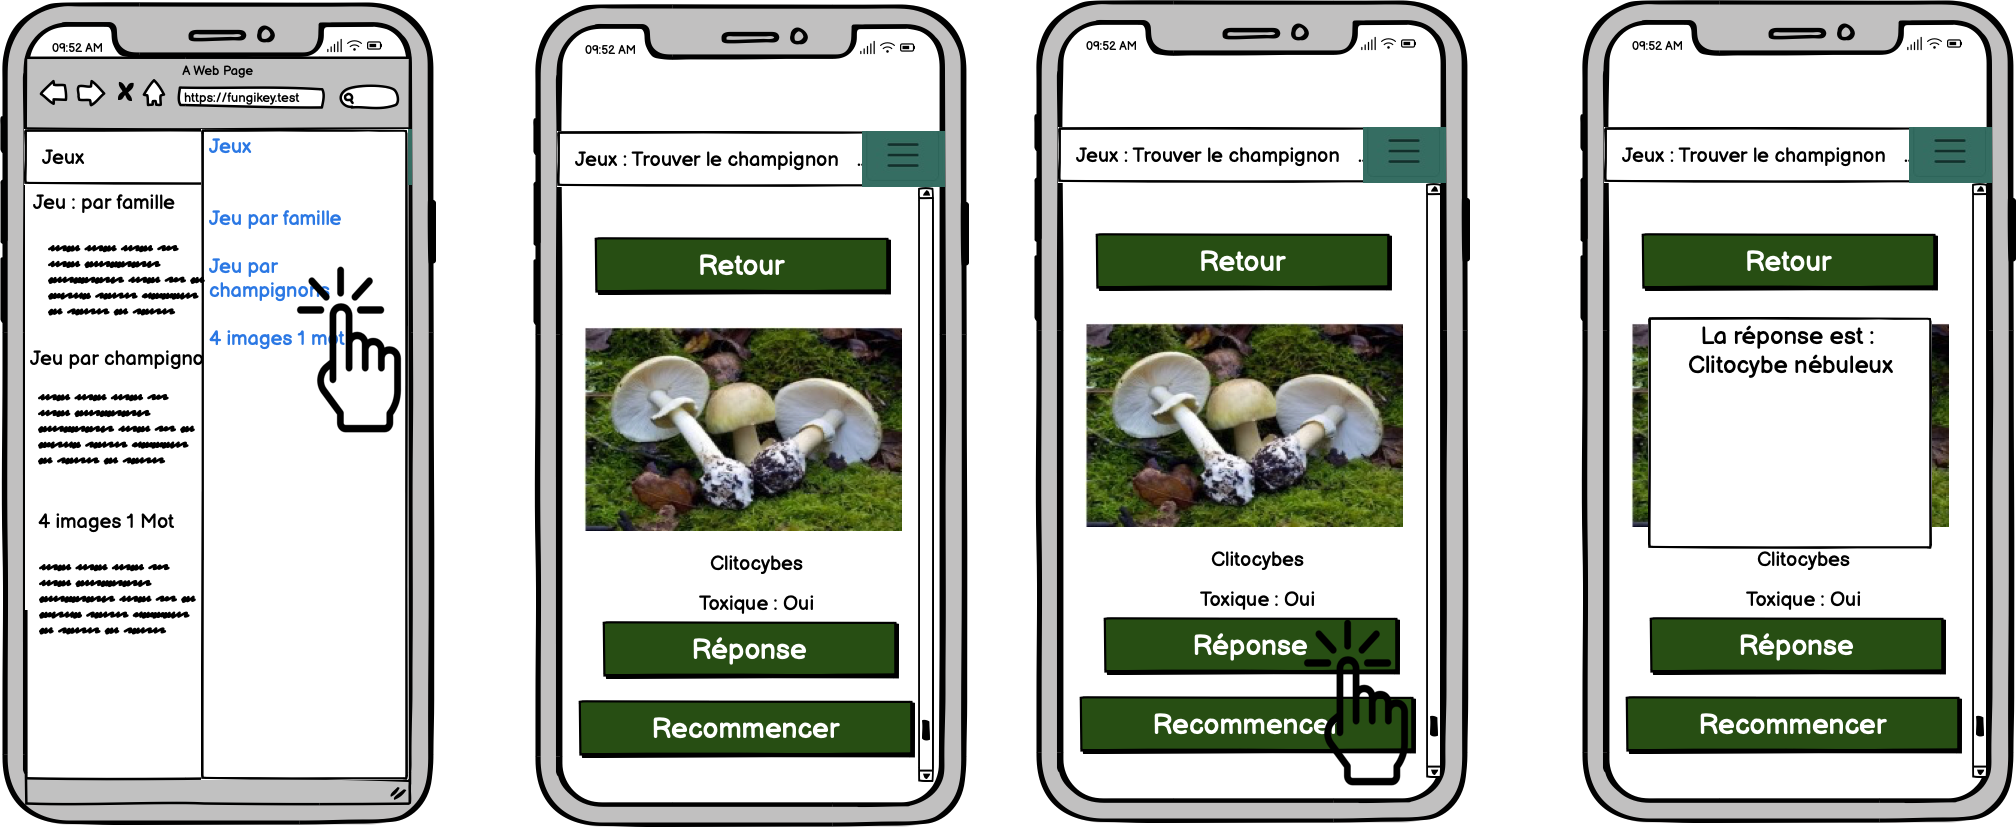 09:52 AM
A Web Page
https://fungikey.test
Jeux
Jeu : par famille
Jeu par champigno
4 images 1 Mot
Jeux
Jeu par famille
Jeu par
champignons
4 images 1 mot
09:52 AM
Jeux : Trouver le champignon ..
Retour
Clitocybes
Toxique : Oui
Réponse
Recommencer
09:52 AM
Jeux : Trouver le champignon ..
Retour
Clitocybes
Toxique : Oui
Réponse
Recommencer
09:52 AM
Jeux : Trouver le champignon ..
Retour
La réponse est :
Clitocybe nébuleux
Clitocybes
Toxique : Oui
Réponse
Recommencer